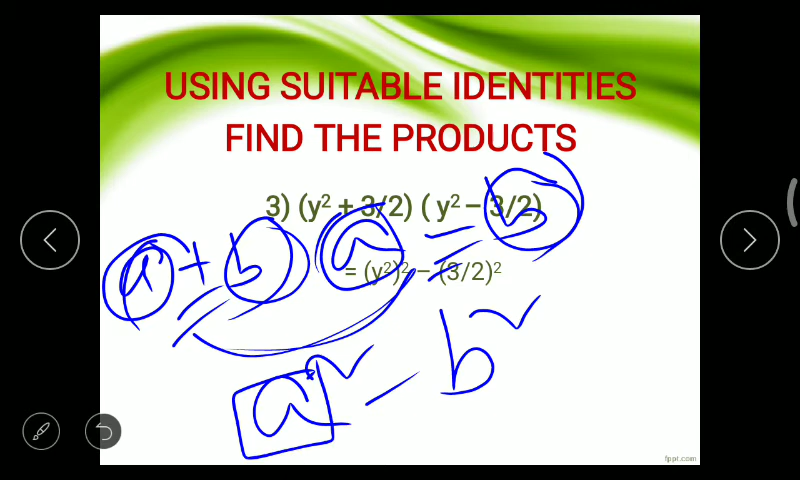 USING SUITABLE IDENTITIES
FIND THE PRODUCTS
3) (y² + 3/2) ( y² – 3/2)
= (y²)² – (3/2)²
a + b a = b
a² – b²
fppt.com